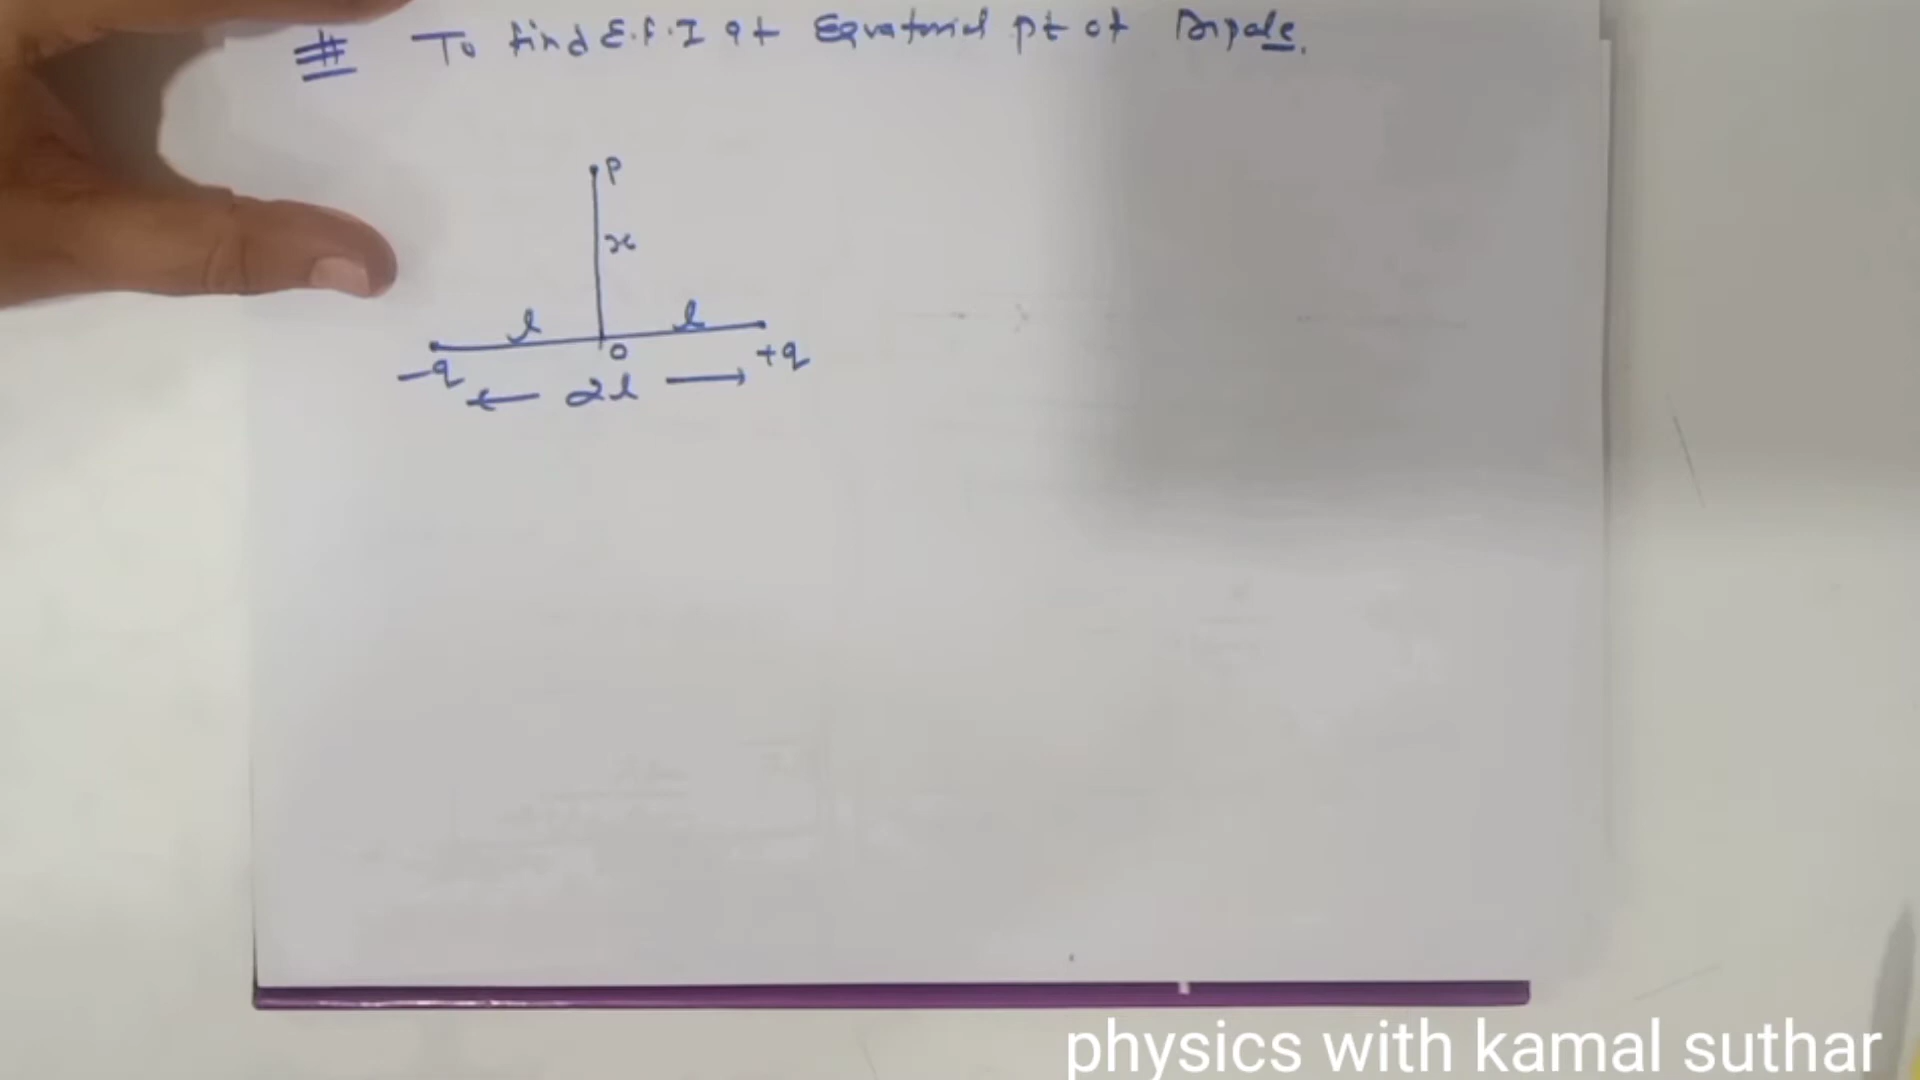 # To find E.F.I at Equatorial pt of Dipole.
P
x
l l
O
-q +q
← 2l →
physics with kamal suthar